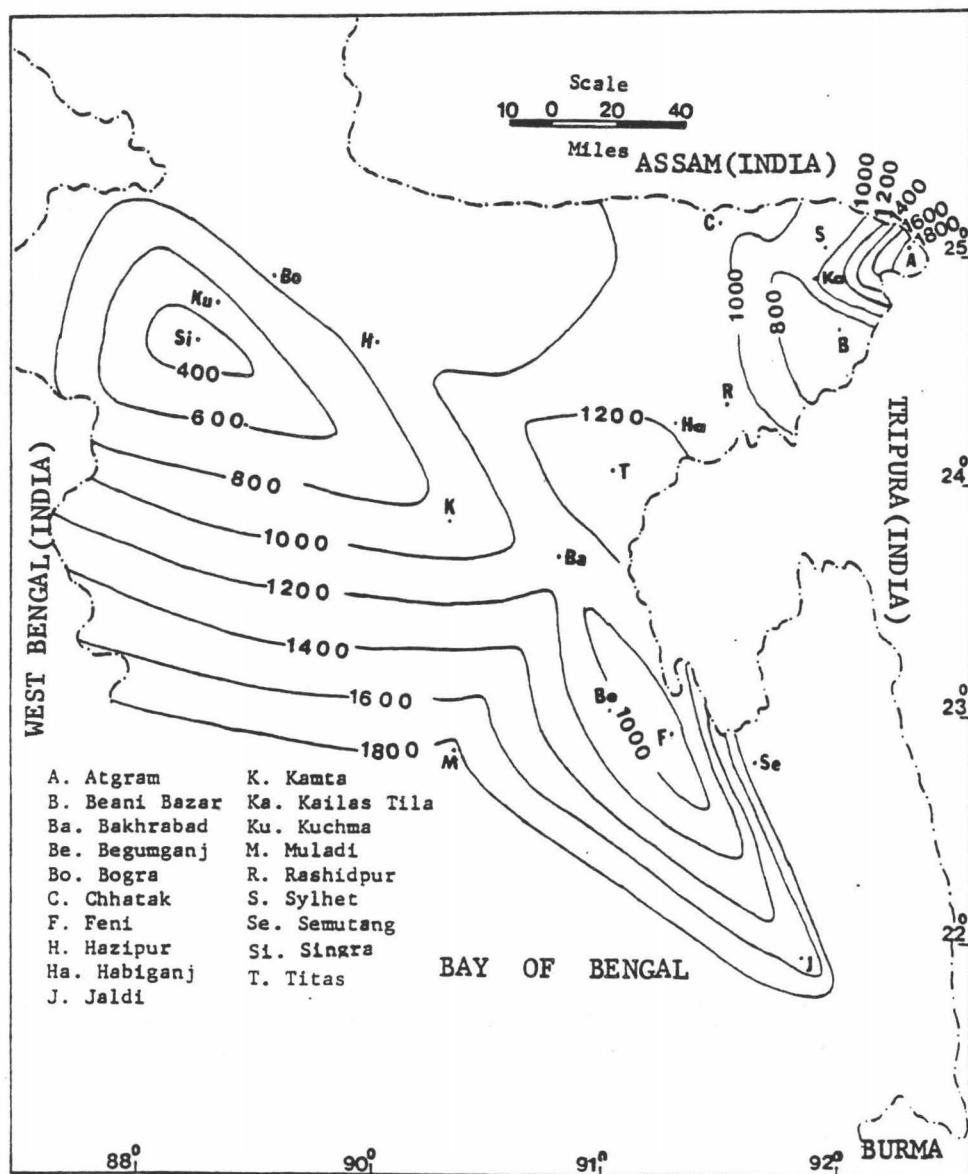 Scale
10 0 20 40
Miles
ASSAM(INDIA)
1000
1200
1400
1600
1800
25°
C
S
A
Bo
Ku
Ka
1000
800
Si
H
B
400
R
600
1200
Ha
TRIPURA(INDIA)
T
24°
800
K
WEST BENGAL(INDIA)
1000
Ba
1200
1400
1600
Be
1000
F
23°
1800
M
Se
A. Atgram
B. Beani Bazar
Ba. Bakhrabad
Be. Begumganj
Bo. Bogra
C. Chhatak
F. Feni
H. Hazipur
Ha. Habiganj
J. Jaldi
K. Kamta
Ka. Kailas Tila
Ku. Kuchma
M. Muladi
R. Rashidpur
S. Sylhet
Se. Semutang
Si. Singra
T. Titas
22°
J
BAY OF BENGAL
BURMA
88° 90° 91° 92°